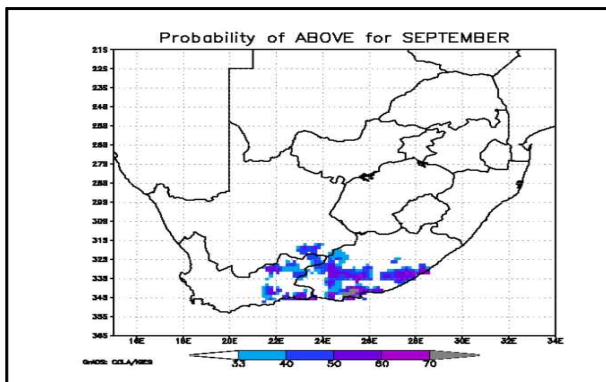 Probability of ABOVE for SEPTEMBER
21S
22S
23S
24S
25S
26S
27S
28S
29S
30S
31S
32S
33S
34S
35S
36S
16E 18E 20E 22E 24E 26E 28E 30E 32E 34E
GrADS: COLA/IGES
33 40 50 60 70